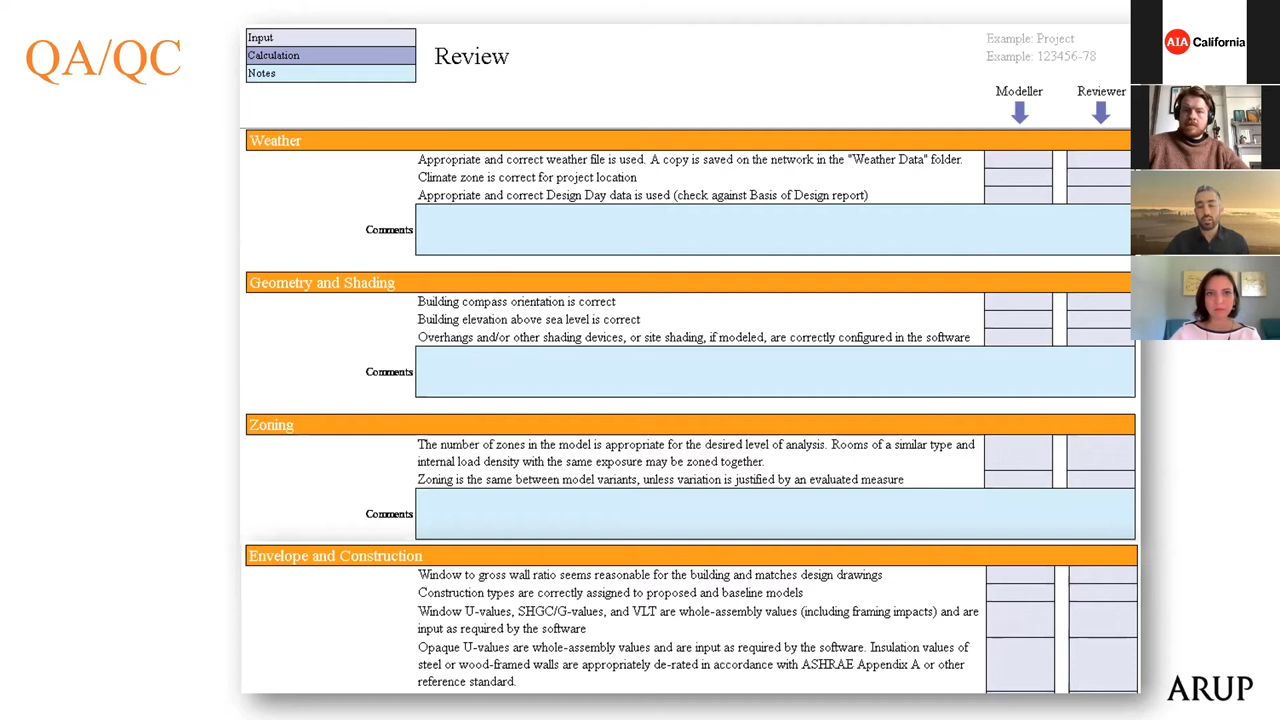 QA/QC
Input
Calculation
Notes
Review
Example: Project
Example: 123456-78
Modeller
Reviewer
Weather
Appropriate and correct weather file is used. A copy is saved on the network in the "Weather Data" folder.
Climate zone is correct for project location
Appropriate and correct Design Day data is used (check against Basis of Design report)
Comments
Geometry and Shading
Building compass orientation is correct
Building elevation above sea level is correct
Overhangs and/or other shading devices, or site shading, if modeled, are correctly configured in the software
Comments
Zoning
The number of zones in the model is appropriate for the desired level of analysis. Rooms of a similar type and
internal load density with the same exposure may be zoned together.
Zoning is the same between model variants, unless variation is justified by an evaluated measure
Comments
Envelope and Construction
Window to gross wall ratio seems reasonable for the building and matches design drawings
Construction types are correctly assigned to proposed and baseline models
Window U-values, SHGC/G-values, and VLT are whole-assembly values (including framing impacts) and are
input as required by the software
Opaque U-values are whole-assembly values and are input as required by the software. Insulation values of
steel or wood-framed walls are appropriately de-rated in accordance with ASHRAE Appendix A or other
reference standard.
AIA California
ARUP